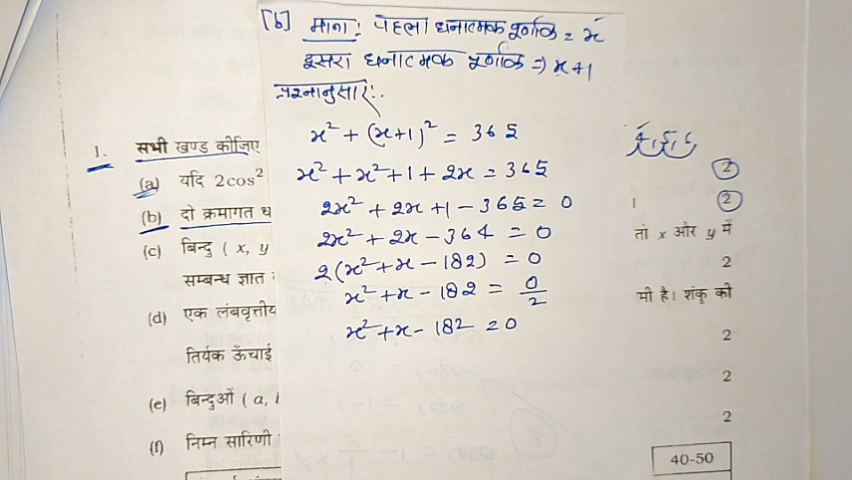 [b] माना: पहला धनात्मक पूर्णांक = x
दूसरा धनात्मक पूर्णांक => x+1
प्रश्नानुसार:.
x² + (x+1)² = 365
x² + x² + 1 + 2x = 365
2x² + 2x + 1 - 365 = 0
2x² + 2x - 364 = 0
2(x² + x - 182) = 0
x² + x - 182 = 0/2
x² + x - 182 = 0
1. सभी खण्ड कीजिए
(a) यदि 2cos² 2
(b) दो क्रमागत ध । 2
(c) बिन्दु ( x, y तो x और y में
सम्बन्ध ज्ञात 2
(d) एक लंबवृत्तीय मी है। शंकु की
तिर्यक ऊँचाई 2
2
(e) बिन्दुओं ( a, 2
(f) निम्न सारिणी
40-50
4,5,6